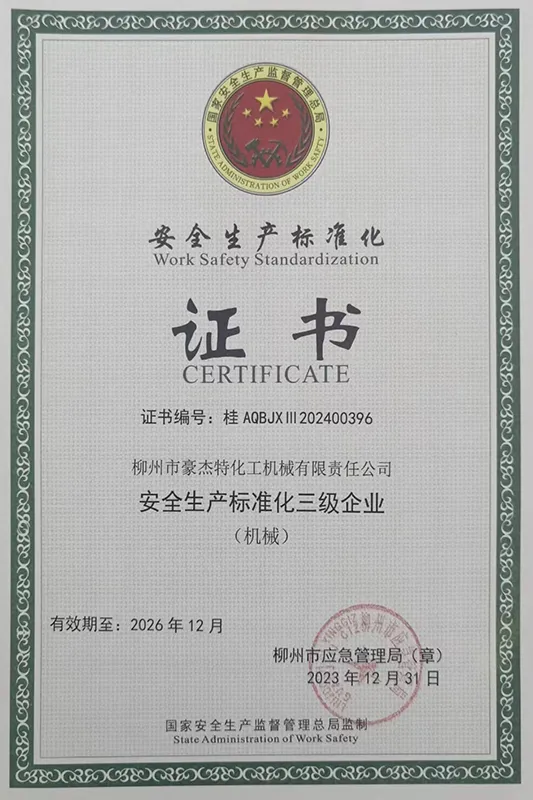 国家安全生产监督管理总局
STATE ADMINISTRATION OF WORK SAFTY
安全生产标准化
Work Safety Standardization
证书
CERTIFICATE
证书编号：桂 AQBJXⅢ202400396
柳州市豪杰特化工机械有限责任公司
安全生产标准化三级企业
（机械）
有效期至：2026 年 12 月
柳州市应急管理局（章）
2023 年 12 月 31 日
国家安全生产监督管理总局监制
State Administration of Work Safety